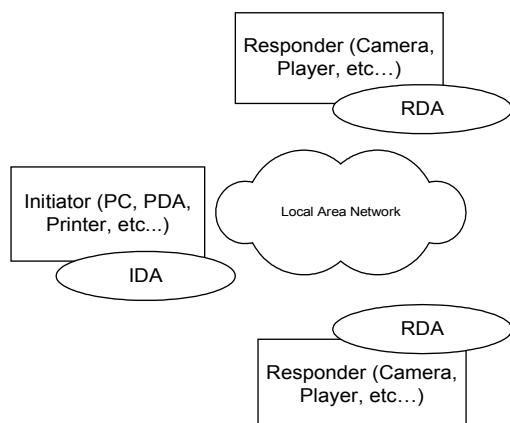 Responder (Camera,
Player, etc…)
RDA
Initiator (PC, PDA,
Printer, etc...)
IDA
Local Area Network
RDA
Responder (Camera,
Player, etc…)